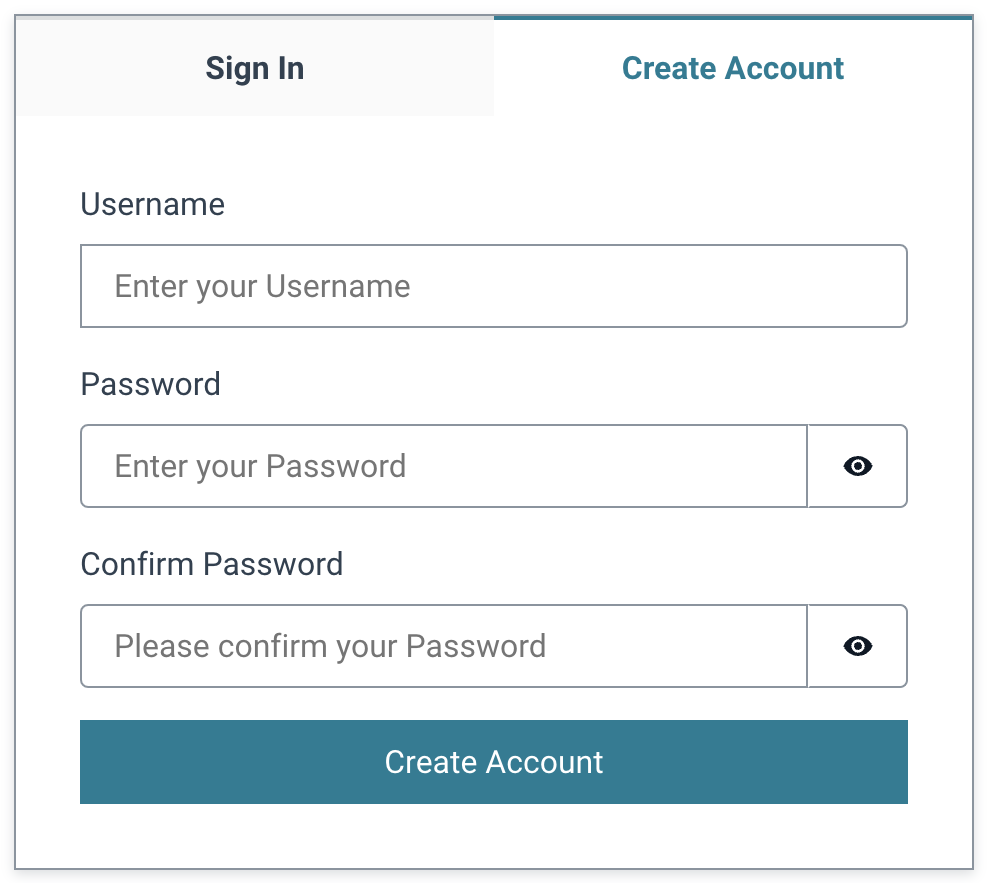 Sign In
Create Account
Username
Enter your Username
Password
Enter your Password
Confirm Password
Please confirm your Password
Create Account